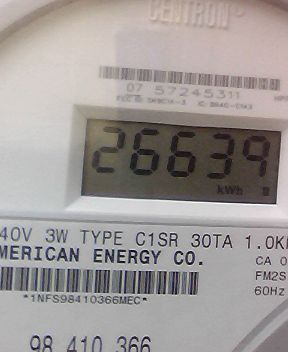 CENTRON
07 57245311
26639
kWh
40V 3W TYPE C1SR 30TA 1.0K
MERICAN ENERGY CO.
CA 0
FM2S
60Hz
*1NFS98410366MEC*
98 410 366